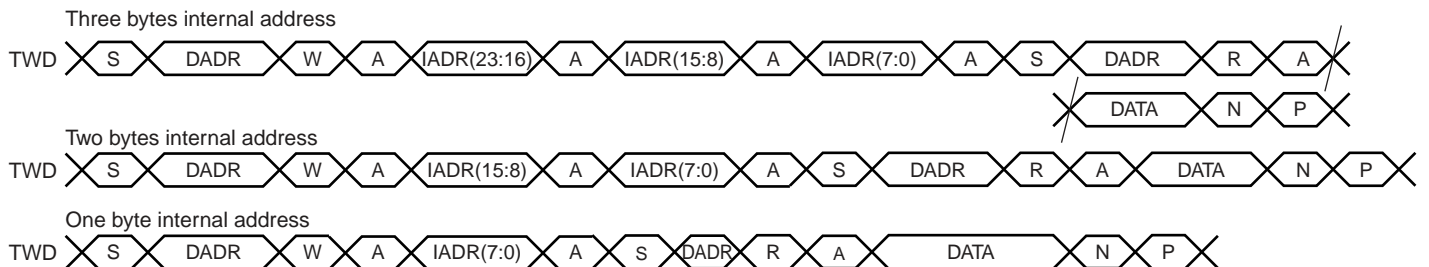 Three bytes internal address
TWD S DADR W A IADR(23:16) A IADR(15:8) A IADR(7:0) A S DADR R A
DATA N P
Two bytes internal address
TWD S DADR W A IADR(15:8) A IADR(7:0) A S DADR R A DATA N P
One byte internal address
TWD S DADR W A IADR(7:0) A S DADR R A DATA N P